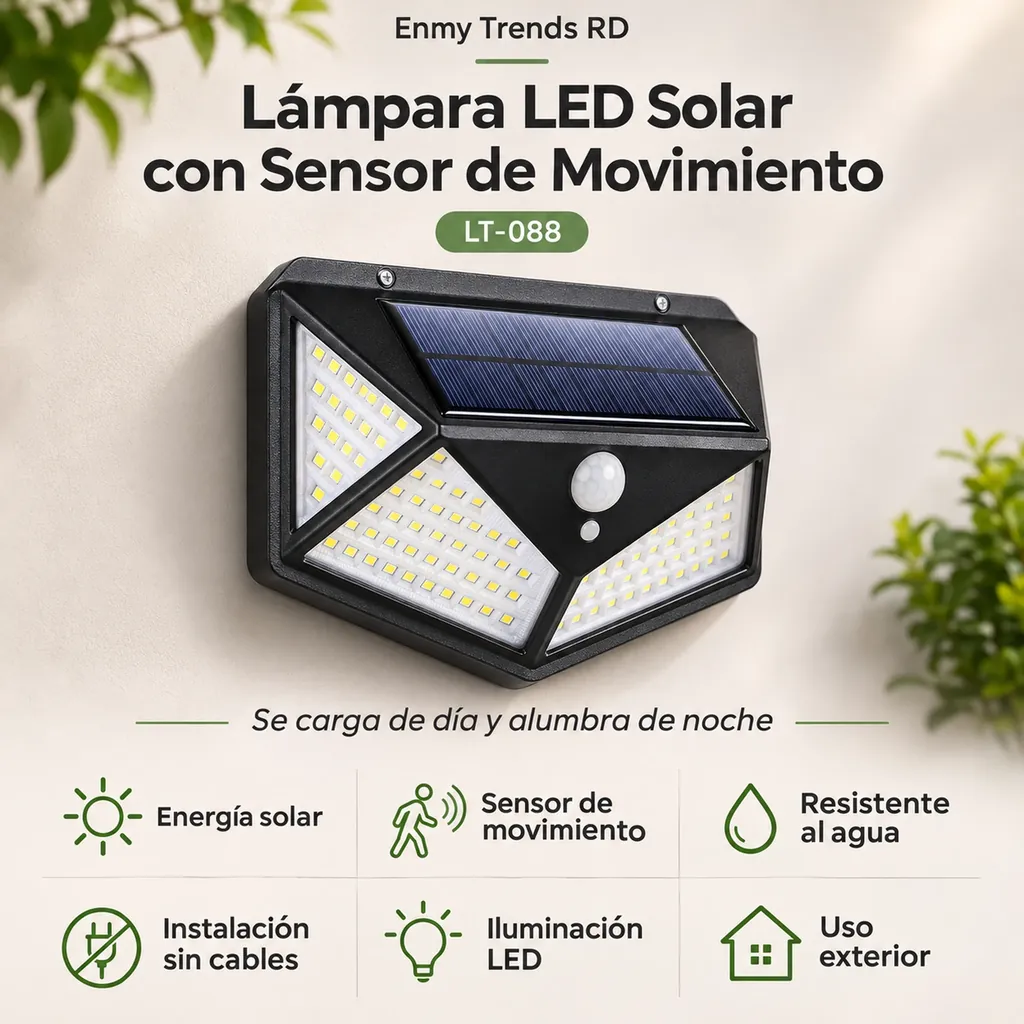 Enmy Trends RD
Lámpara LED Solar
con Sensor de Movimiento
LT-088
Se carga de día y alumbra de noche
Energía solar
Sensor de
movimiento
Resistente
al agua
Instalación
sin cables
Iluminación
LED
Uso
exterior